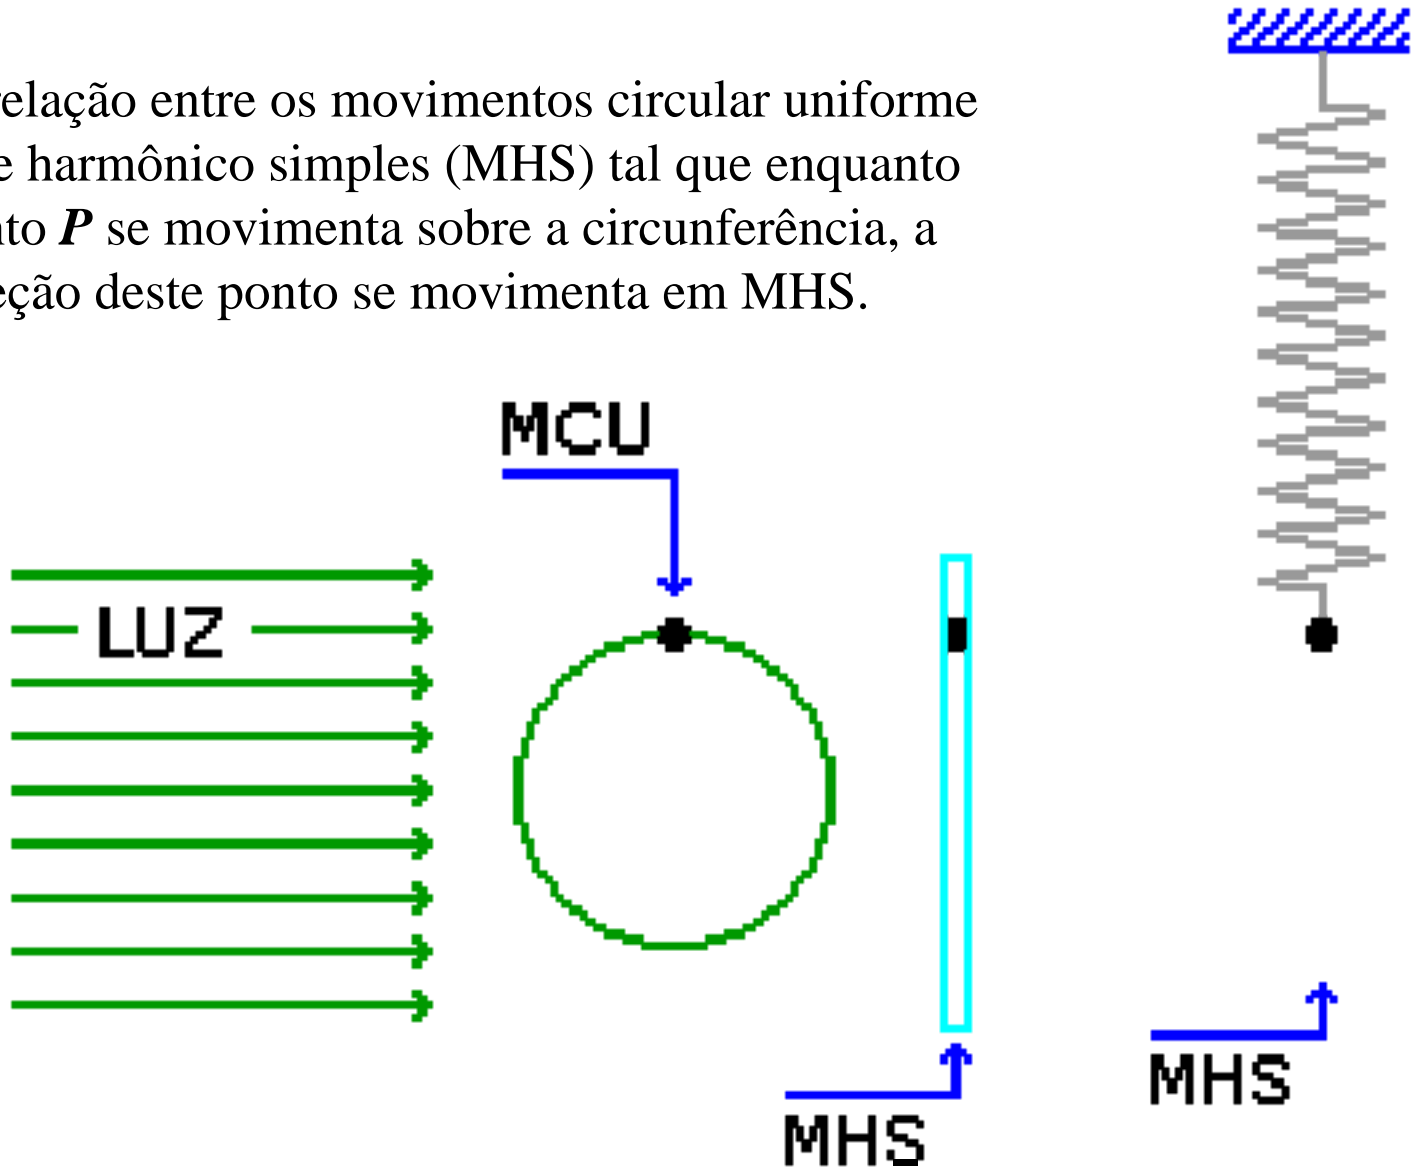 relação entre os movimentos circular uniforme
e harmônico simples (MHS) tal que enquanto
nto P se movimenta sobre a circunferência, a
eção deste ponto se movimenta em MHS.
MCU
LUZ
MHS
MHS